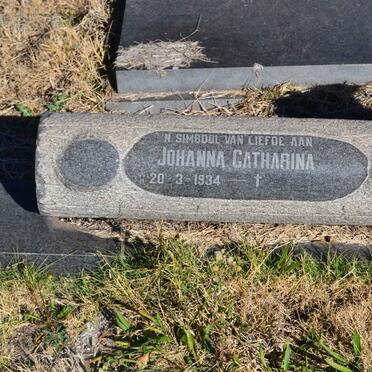 'N SIMBOOL VAN LIEFDE AAN
JOHANNA CATHARINA
20-3-1934 — †